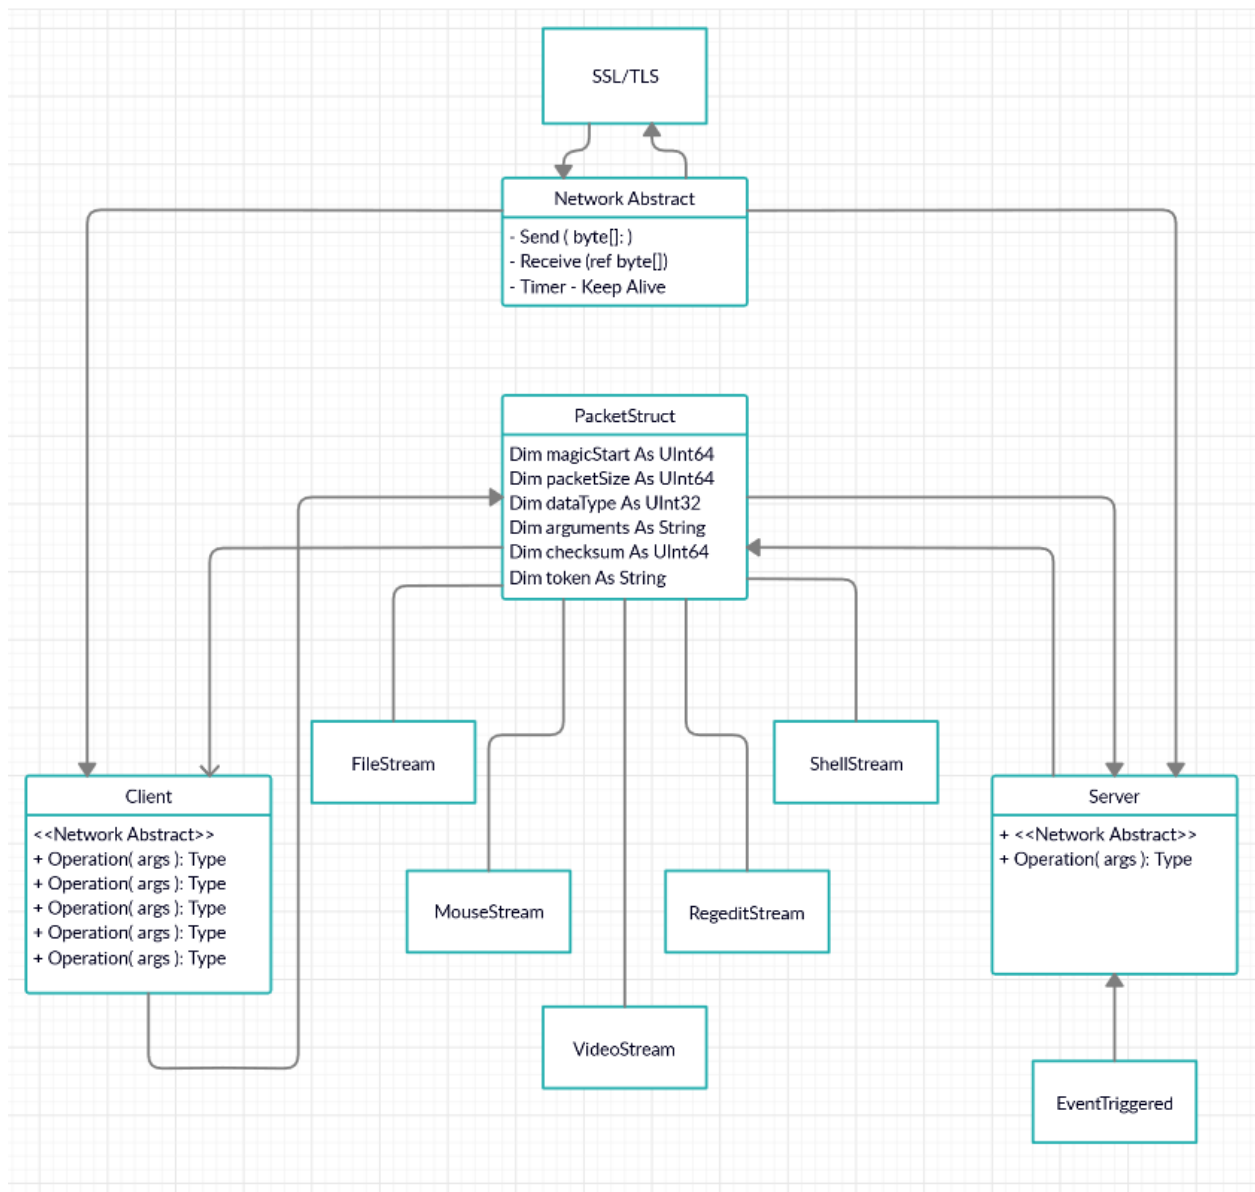 SSL/TLS
Network Abstract
- Send ( byte[]: )
- Receive (ref byte[])
- Timer - Keep Alive
PacketStruct
Dim magicStart As UInt64
Dim packetSize As UInt64
Dim dataType As UInt32
Dim arguments As String
Dim checksum As UInt64
Dim token As String
FileStream
ShellStream
Client
<<Network Abstract>>
+ Operation( args ): Type
+ Operation( args ): Type
+ Operation( args ): Type
+ Operation( args ): Type
+ Operation( args ): Type
Server
+ <<Network Abstract>>
+ Operation( args ): Type
MouseStream
RegeditStream
VideoStream
EventTriggered